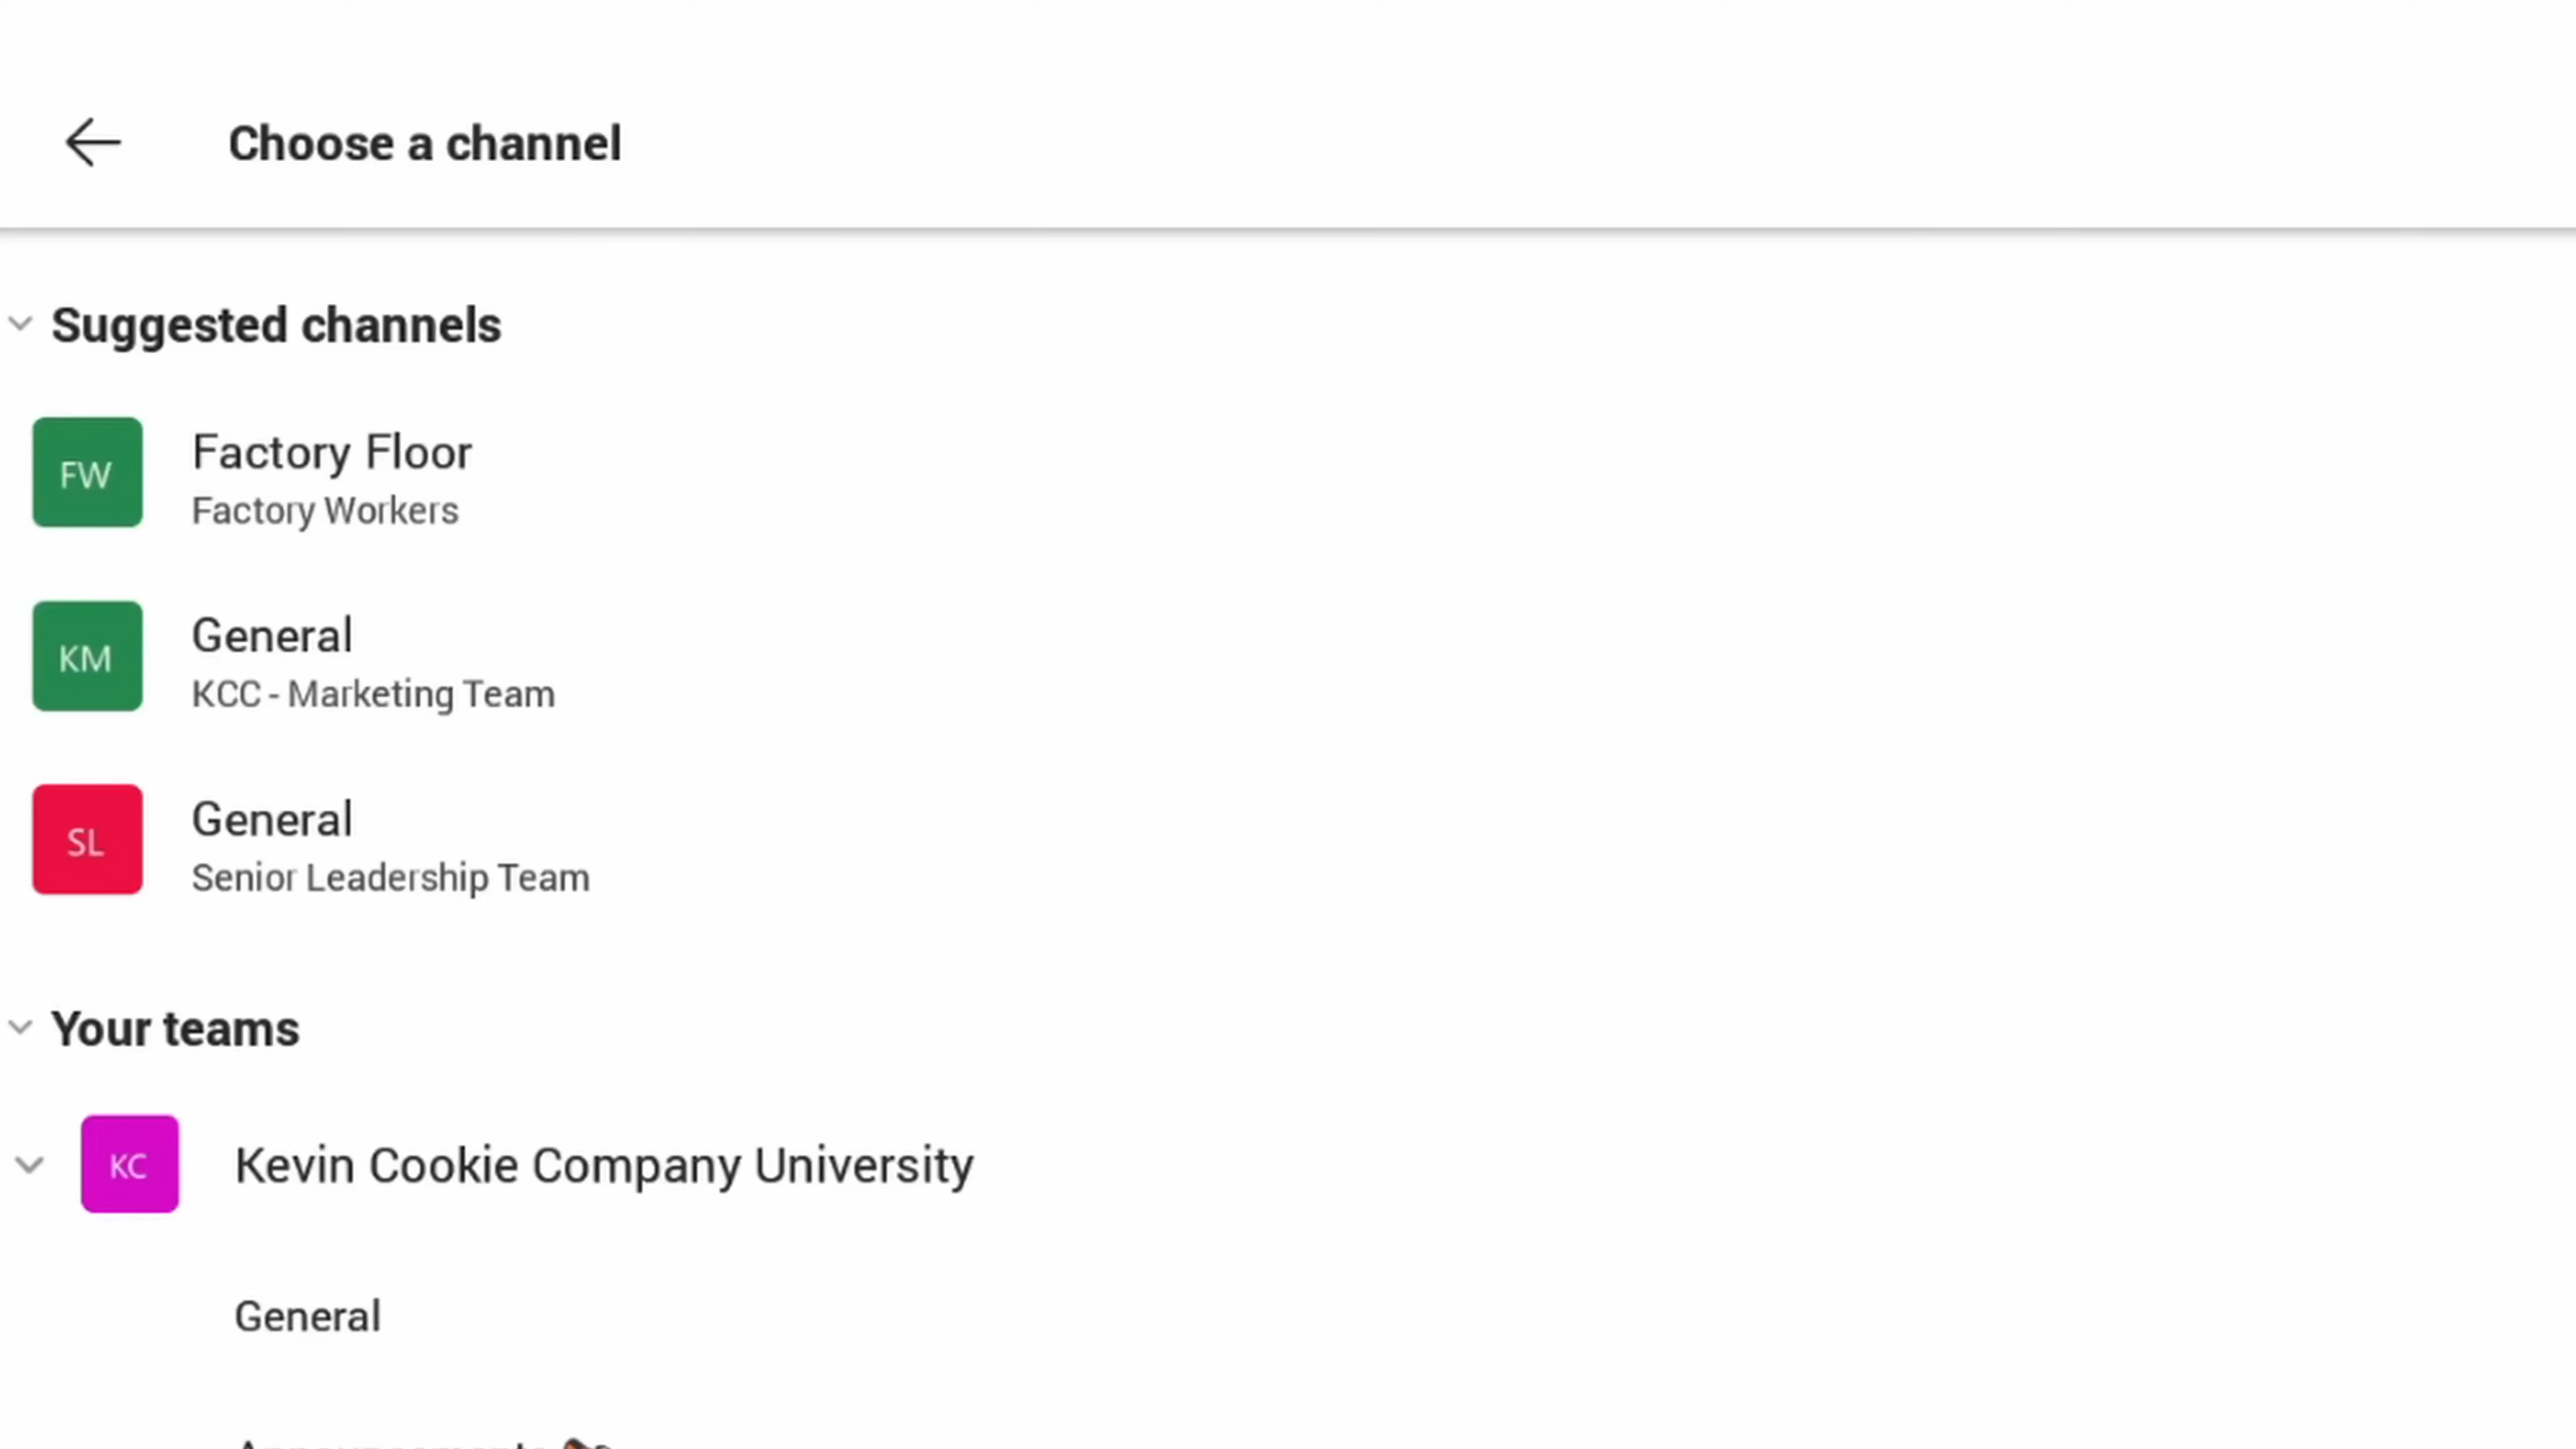 Choose a channel
Suggested channels
FW
Factory Floor
Factory Workers
KM
General
KCC - Marketing Team
SL
General
Senior Leadership Team
Your teams
KC
Kevin Cookie Company University
General